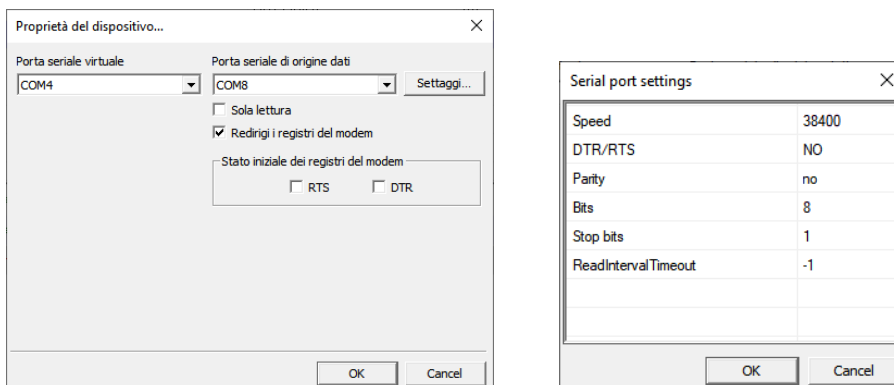 Proprietà del dispositivo...
Porta seriale virtuale
COM4
Porta seriale di origine dati
COM8
Settaggi...
Sola lettura
Redirigi i registri del modem
Stato iniziale dei registri del modem
RTS DTR
OK Cancel
Serial port settings
Speed 38400
DTR/RTS NO
Parity no
Bits 8
Stop bits 1
ReadIntervalTimeout -1
OK Cancel